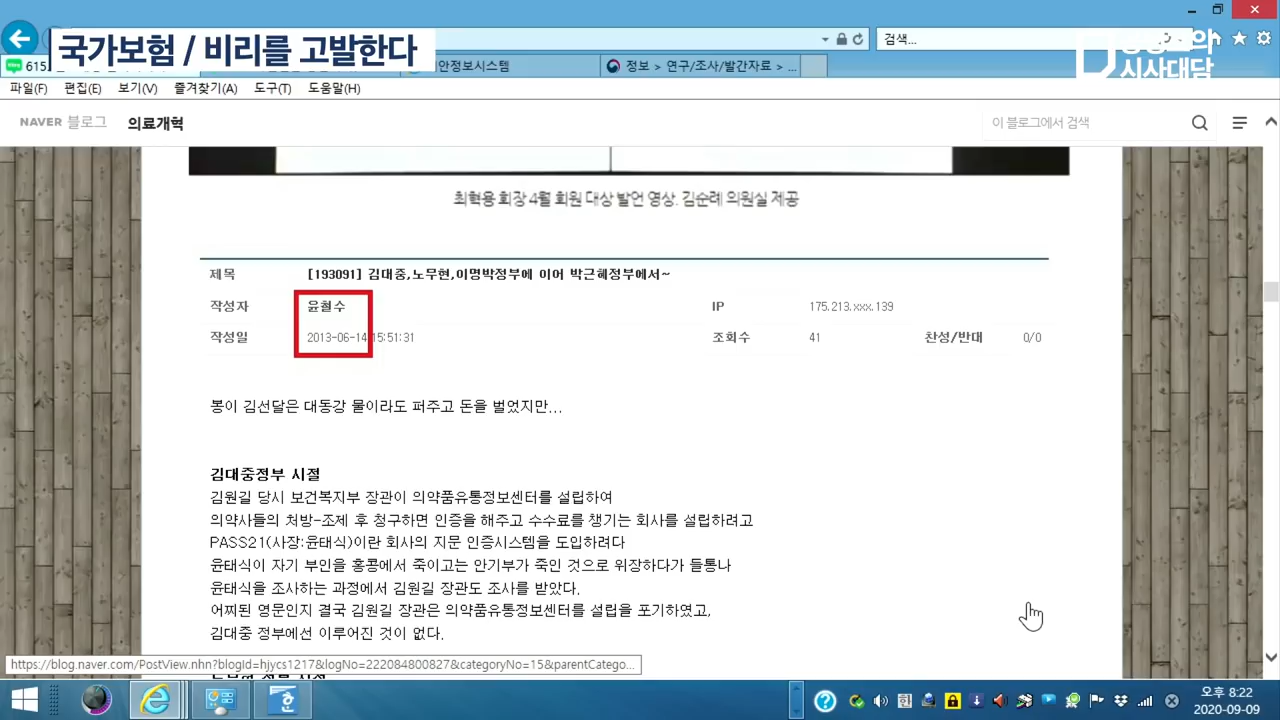 국가보험 / 비리를 고발한다
검색...
시사대담
615
안정보시스템
정보 > 연구/조사/발간자료 > ...
파일(F) 편집(E) 보기(V) 즐겨찾기(A) 도구(T) 도움말(H)
NAVER 블로그 의료개혁 이 블로그에서 검색
최혁용 회장 4월 회원 대상 발언 영상. 김순례 의원실 제공
제목 [193091] 김대중,노무현,이명박정부에 이어 박근혜정부에서~
작성자 윤철수 IP 175.213.xxx.139
작성일 2013-06-14 15:51:31 조회수 41 찬성/반대 0/0
봉이 김선달은 대동강 물이라도 퍼주고 돈을 벌었지만...
김대중정부 시절
김원길 당시 보건복지부 장관이 의약품유통정보센터를 설립하여
의약사들의 처방-조제 후 청구하면 인증을 해주고 수수료를 챙기는 회사를 설립하려고
PASS21(사장:윤태식)이란 회사의 지문 인증시스템을 도입하려다
윤태식이 자기 부인을 홍콩에서 죽이고는 안기부가 죽인 것으로 위장하다가 들통나
윤태식을 조사하는 과정에서 김원길 장관도 조사를 받았다.
어찌된 영문인지 결국 김원길 장관은 의약품유통정보센터를 설립을 포기하였고,
김대중 정부에선 이루어진 것이 없다.
https://blog.naver.com/PostView.nhn?blogId=hjycs1217&logNo=222084800827&categoryNo=15&parentCatego...
오후 8:22
2020-09-09